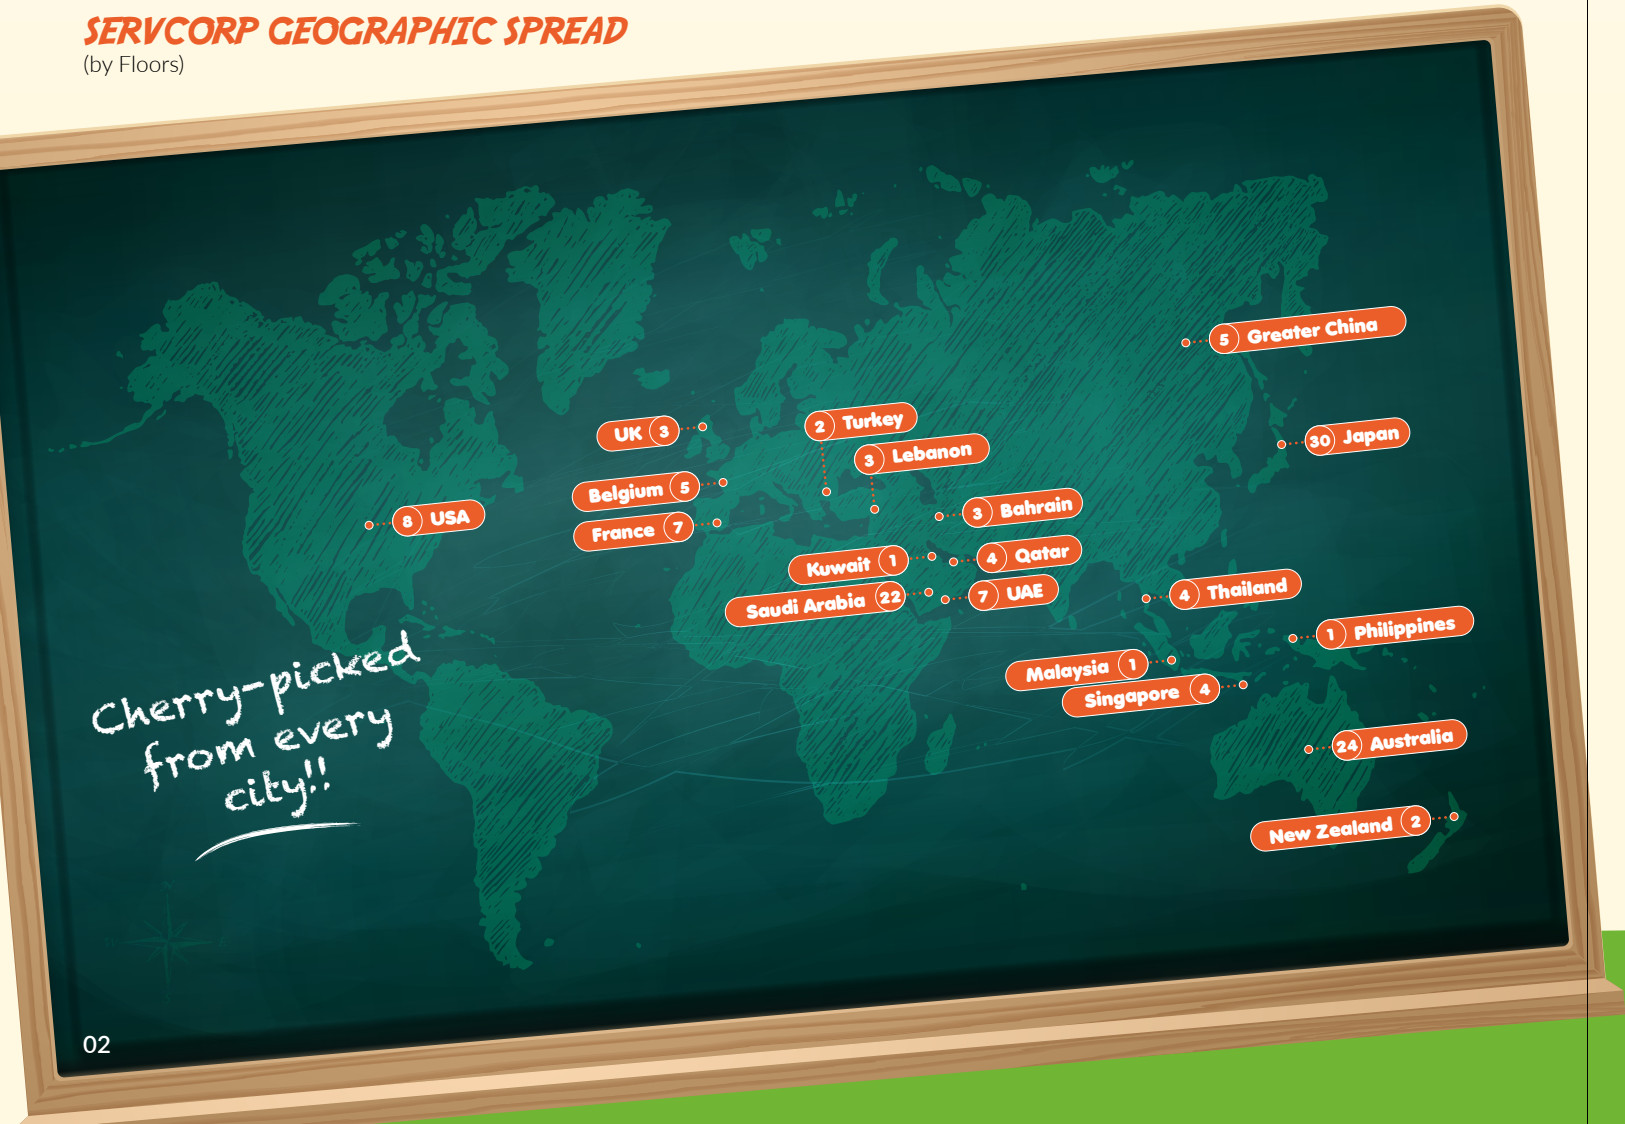 SERVCORP GEOGRAPHIC SPREAD
(by Floors)
5 Greater China
2 Turkey
UK 3
30 Japan
3 Lebanon
Belgium 5
8 USA
3 Bahrain
France 7
4 Qatar
Kuwait 1
7 UAE
4 Thailand
Saudi Arabia 22
1 Philippines
Malaysia 1
Singapore 4
Cherry-picked
from every
city!!
24 Australia
New Zealand 2
02